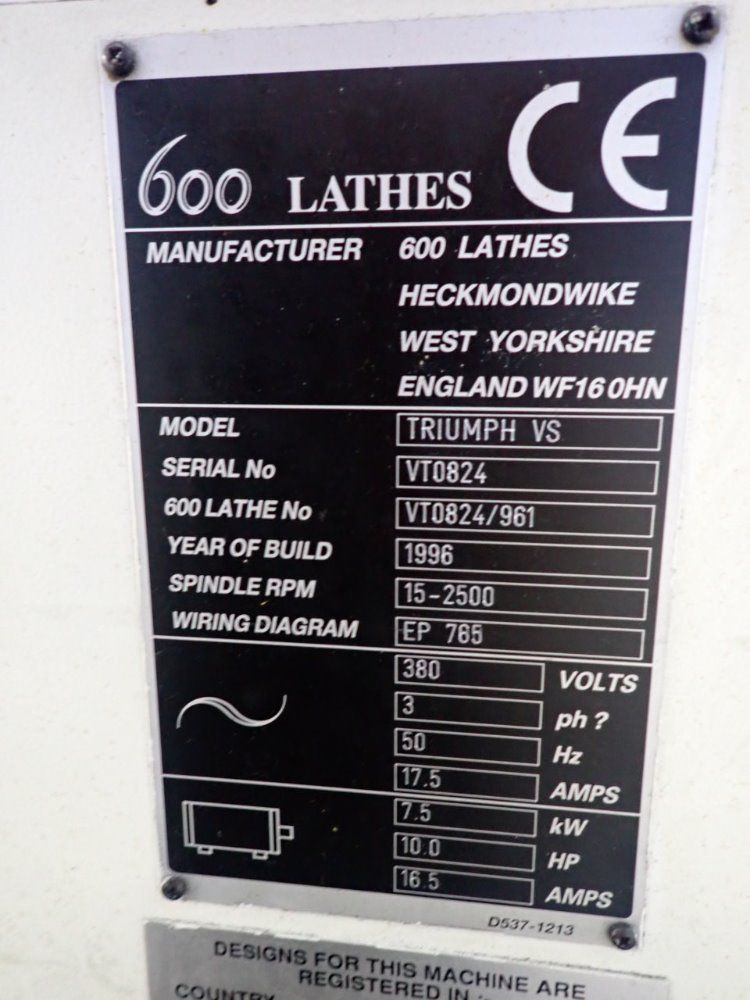 600 LATHES CE
MANUFACTURER 600 LATHES
HECKMONDWIKE
WEST YORKSHIRE
ENGLAND WF16 0HN
MODEL TRIUMPH VS
SERIAL No VT0824
600 LATHE No VT0824/961
YEAR OF BUILD 1996
SPINDLE RPM 15-2500
WIRING DIAGRAM EP 765
380 VOLTS
3 ph ?
50 Hz
17.5 AMPS
7.5 kW
10.0 HP
16.5 AMPS
D537-1213
DESIGNS FOR THIS MACHINE ARE
REGISTERED IN
COUNTRY